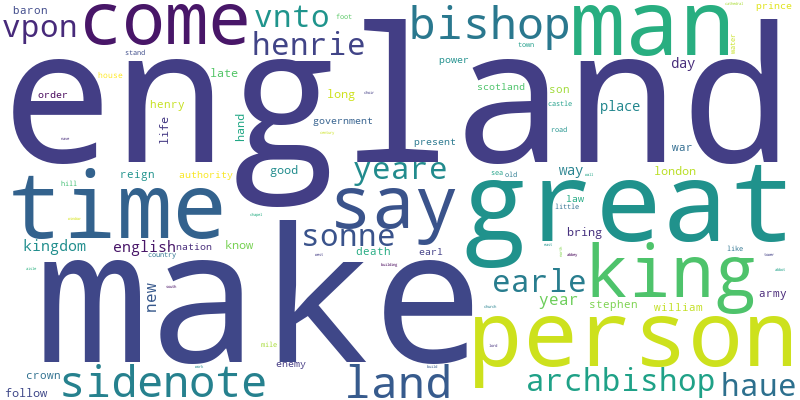 baron
come
vnto
bishop
man
prince
vpon
henrie
foot
town
water
england
stand
house
late
power
day
order
henry
long
scotland
son
castle
place
life
hand
government
road
present
war
good
yeare
reign
authority
sea
old
way
london
hill
time
say
great
law
little
sonne
bring
kingdom
english
nation
know
death
earl
like
country
abbey
make
king
new
building
earle
year
army
stephen
william
person
mile
church
enemy
crown
sidenote
land
archbishop
haue
follow